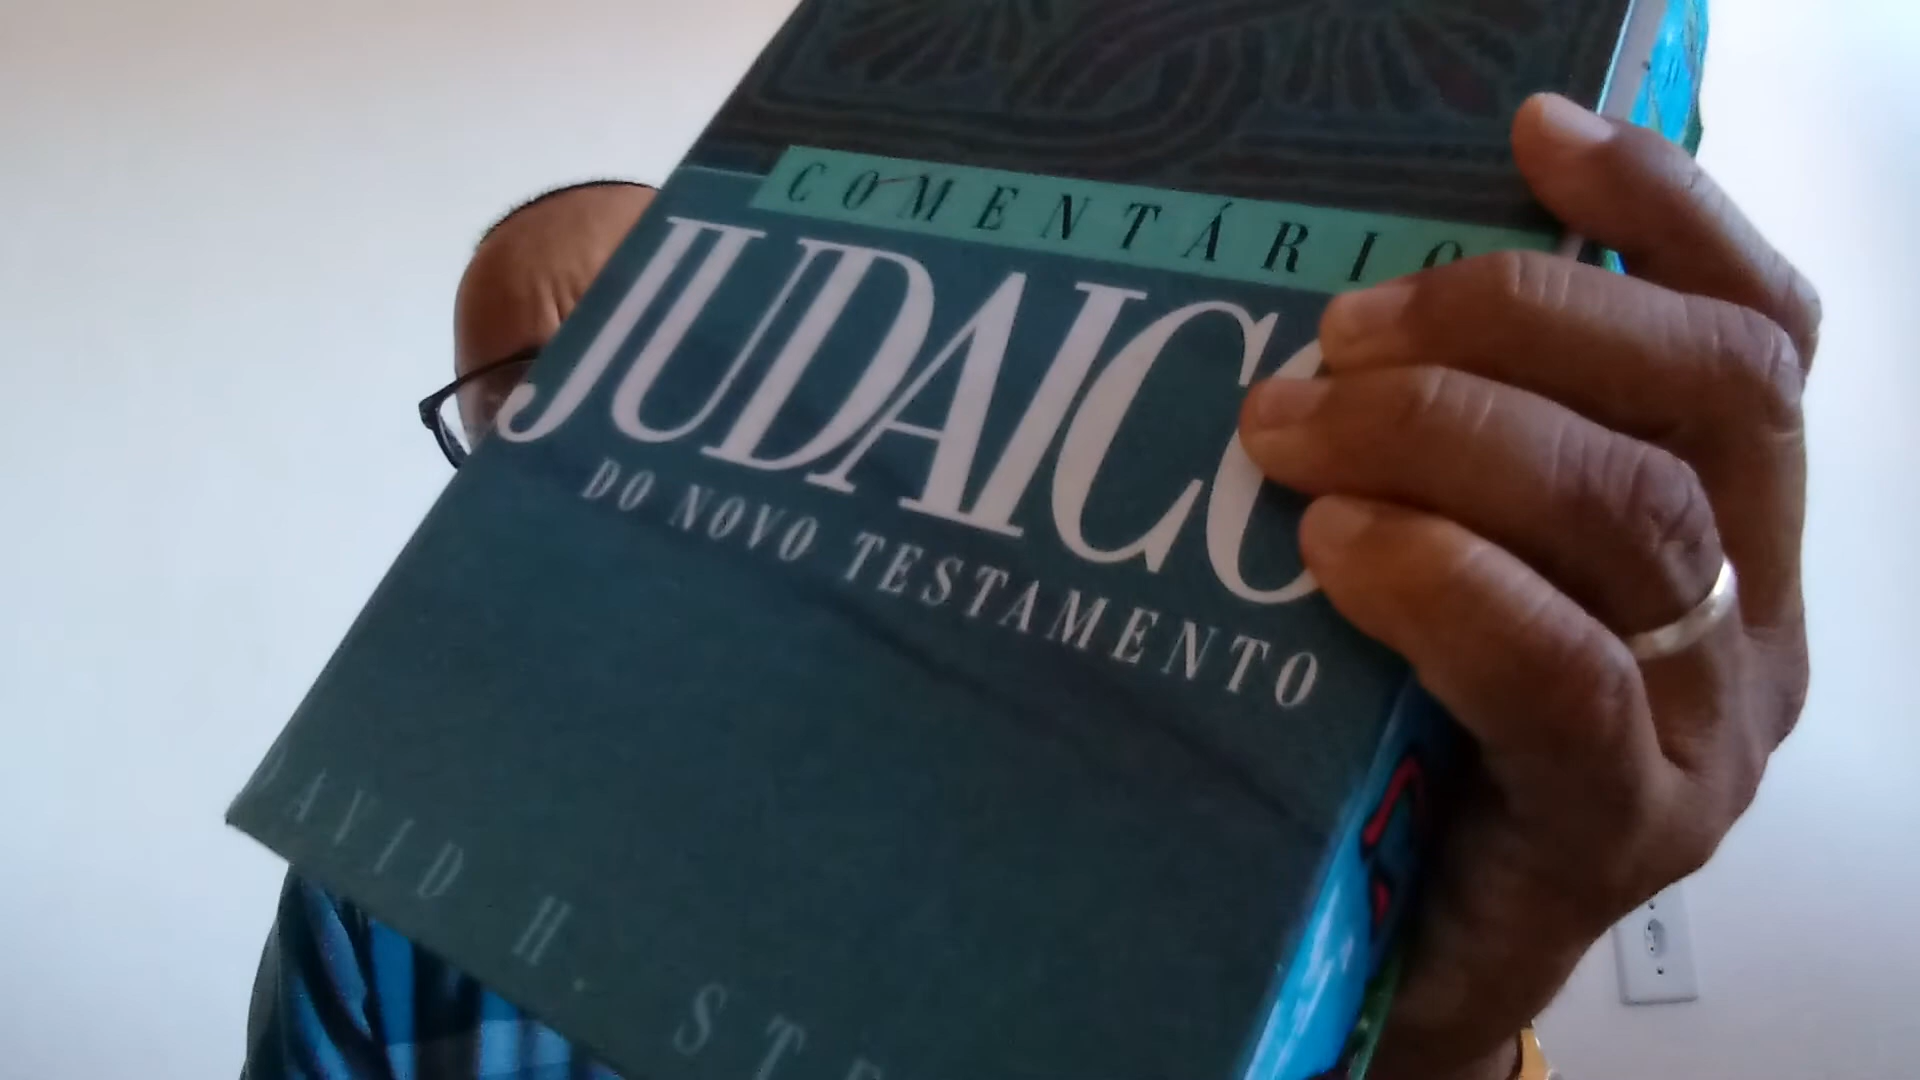 COMENTÁRIO
JUDAICO
DO NOVO TESTAMENTO
DAVID H.